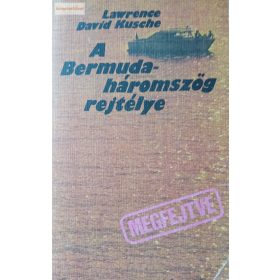 Lawrence
David Kusche
A
Bermuda-
háromszög
rejtélye
MEGFEJTVE